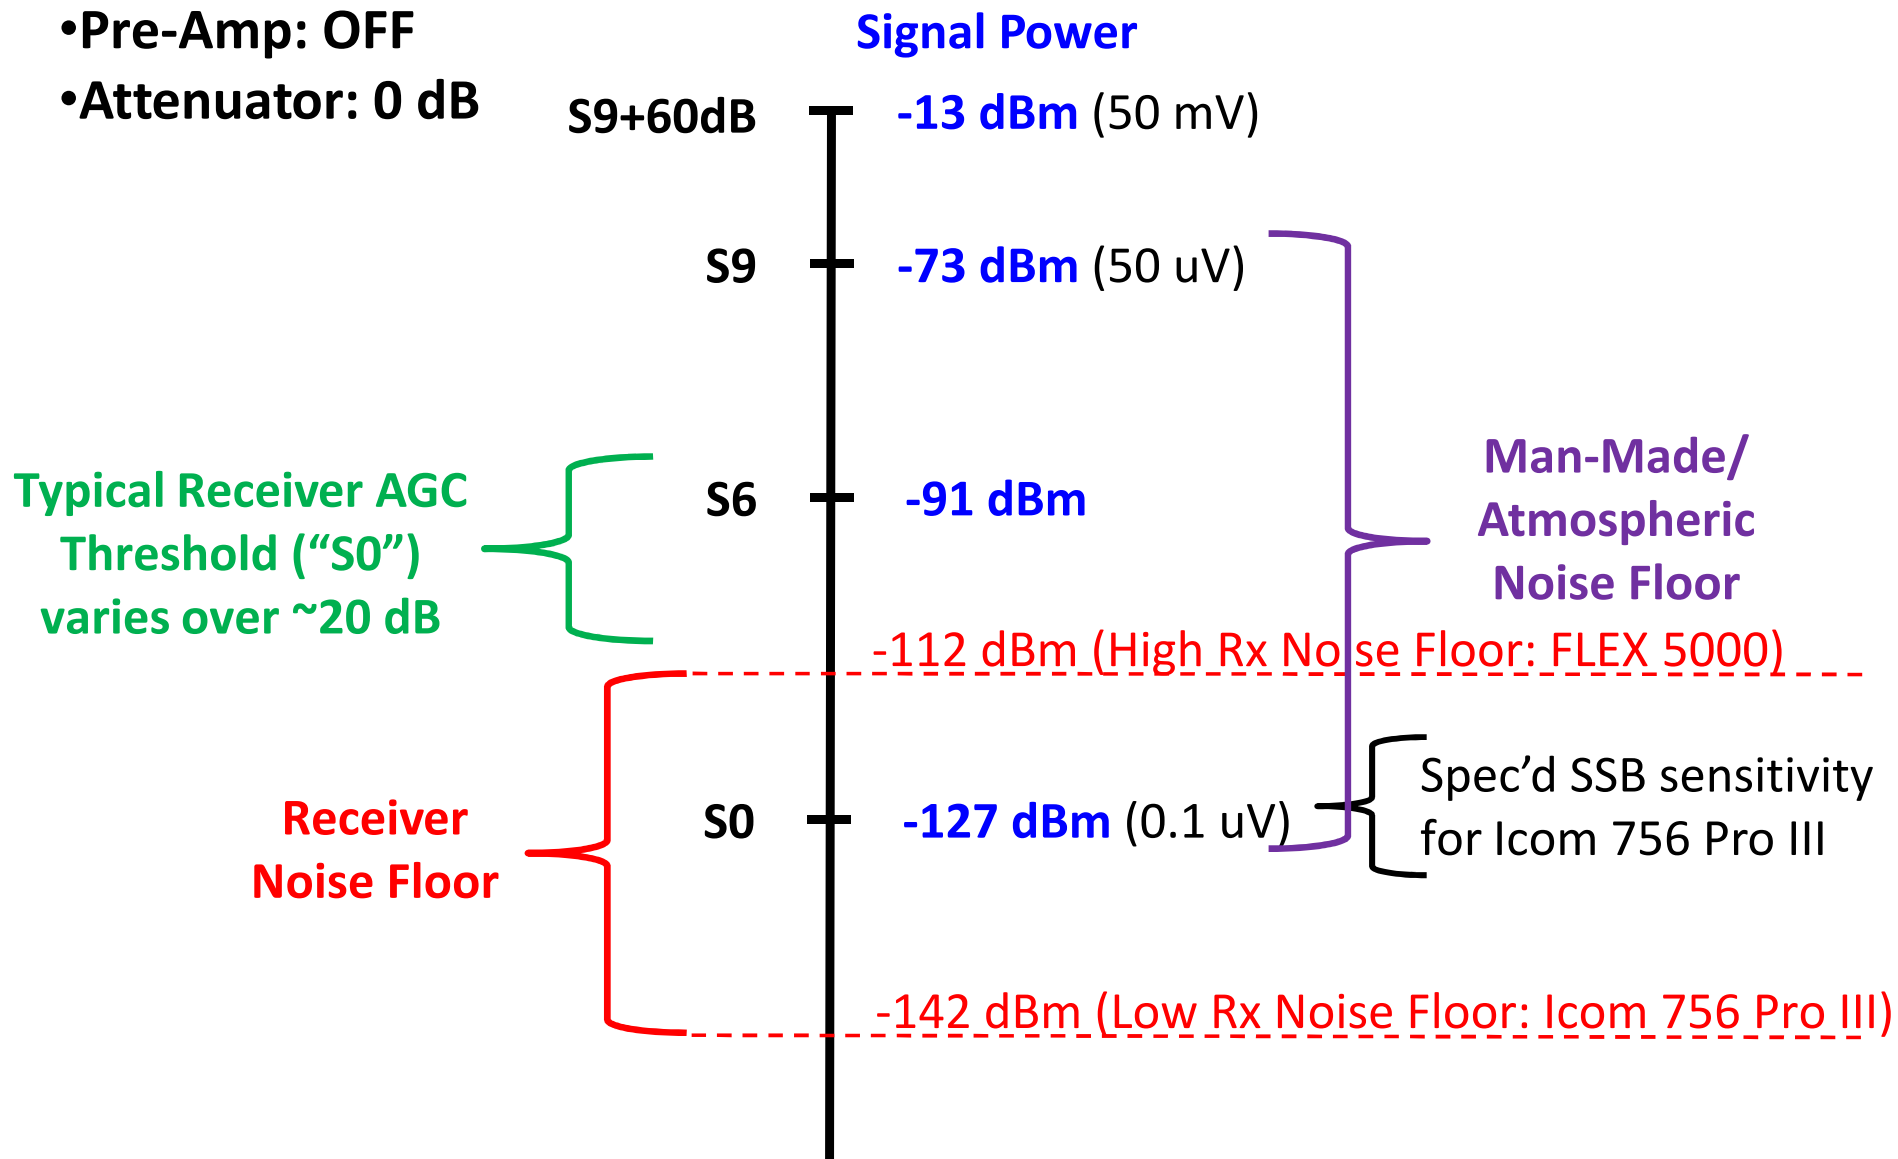 •Pre-Amp: OFF
•Attenuator: 0 dB
Signal Power
S9+60dB
-13 dBm (50 mV)
S9
-73 dBm (50 uV)
Typical Receiver AGC
Threshold (“S0”)
varies over ~20 dB
S6
-91 dBm
Man-Made/
Atmospheric
Noise Floor
-112 dBm (High Rx Noise Floor: FLEX 5000)
Receiver
Noise Floor
S0
-127 dBm (0.1 uV)
Spec’d SSB sensitivity
for Icom 756 Pro III
-142 dBm (Low Rx Noise Floor: Icom 756 Pro III)